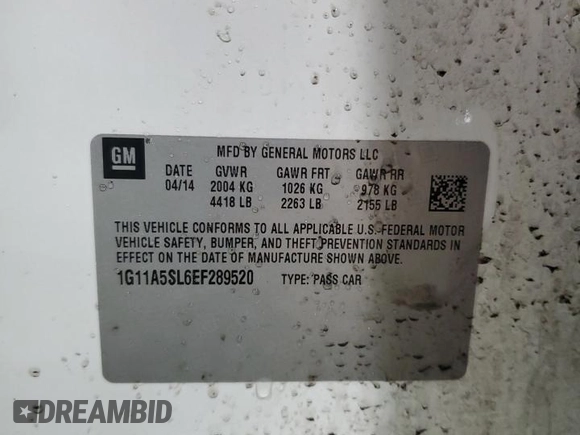 GM
MFD BY GENERAL MOTORS LLC
DATE GVWR GAWR FRT GAWR RR
04/14 2004 KG 1026 KG 978 KG
4418 LB 2263 LB 2155 LB
THIS VEHICLE CONFORMS TO ALL APPLICABLE U.S. FEDERAL MOTOR
VEHICLE SAFETY, BUMPER, AND THEFT PREVENTION STANDARDS IN
EFFECT ON THE DATE OF MANUFACTURE SHOWN ABOVE.
1G11A5SL6EF289520 TYPE: PASS CAR
DREAMBID